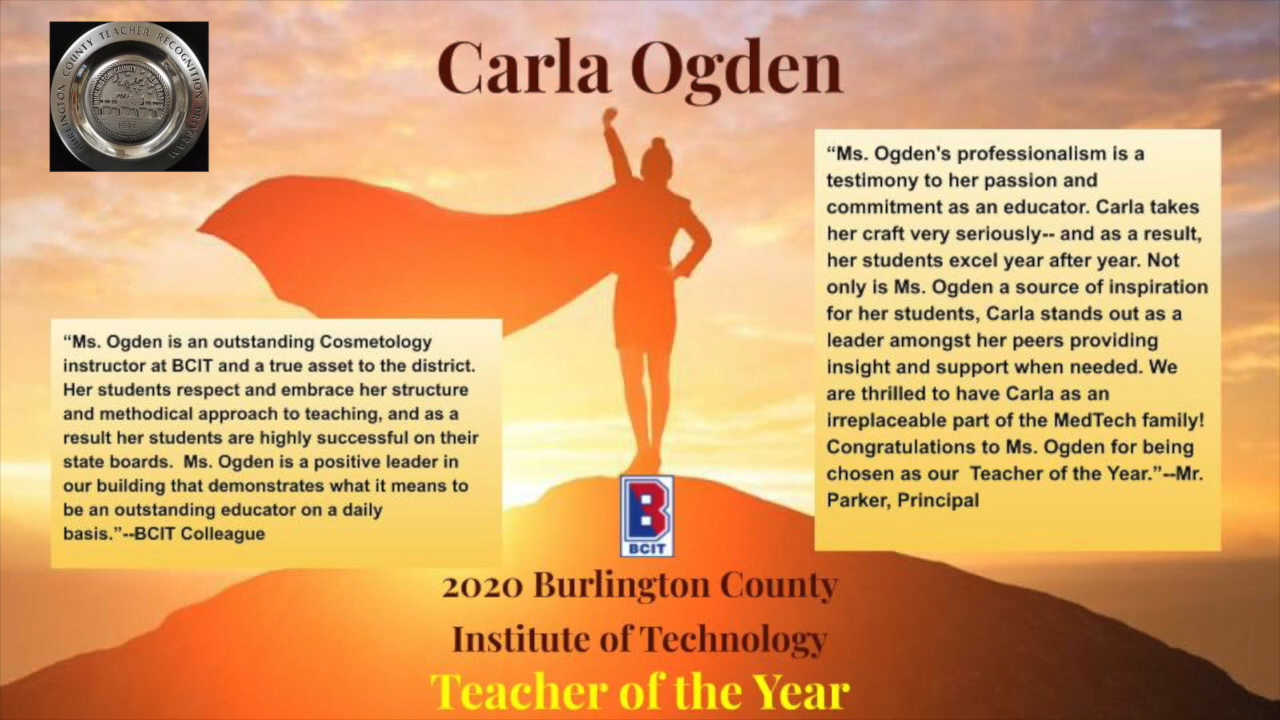 BURLINGTON COUNTY TEACHER RECOGNITION PROGRAM
Carla Ogden
“Ms. Ogden is an outstanding Cosmetology
instructor at BCIT and a true asset to the district.
Her students respect and embrace her structure
and methodical approach to teaching, and as a
result her students are highly successful on their
state boards.  Ms. Ogden is a positive leader in
our building that demonstrates what it means to
be an outstanding educator on a daily
basis.”--BCIT Colleague
“Ms. Ogden's professionalism is a
testimony to her passion and
commitment as an educator. Carla takes
her craft very seriously-- and as a result,
her students excel year after year. Not
only is Ms. Ogden a source of inspiration
for her students, Carla stands out as a
leader amongst her peers providing
insight and support when needed. We
are thrilled to have Carla as an
irreplaceable part of the MedTech family!
Congratulations to Ms. Ogden for being
chosen as our  Teacher of the Year.”--Mr.
Parker, Principal
B
BCIT
2020 Burlington County
Institute of Technology
Teacher of the Year